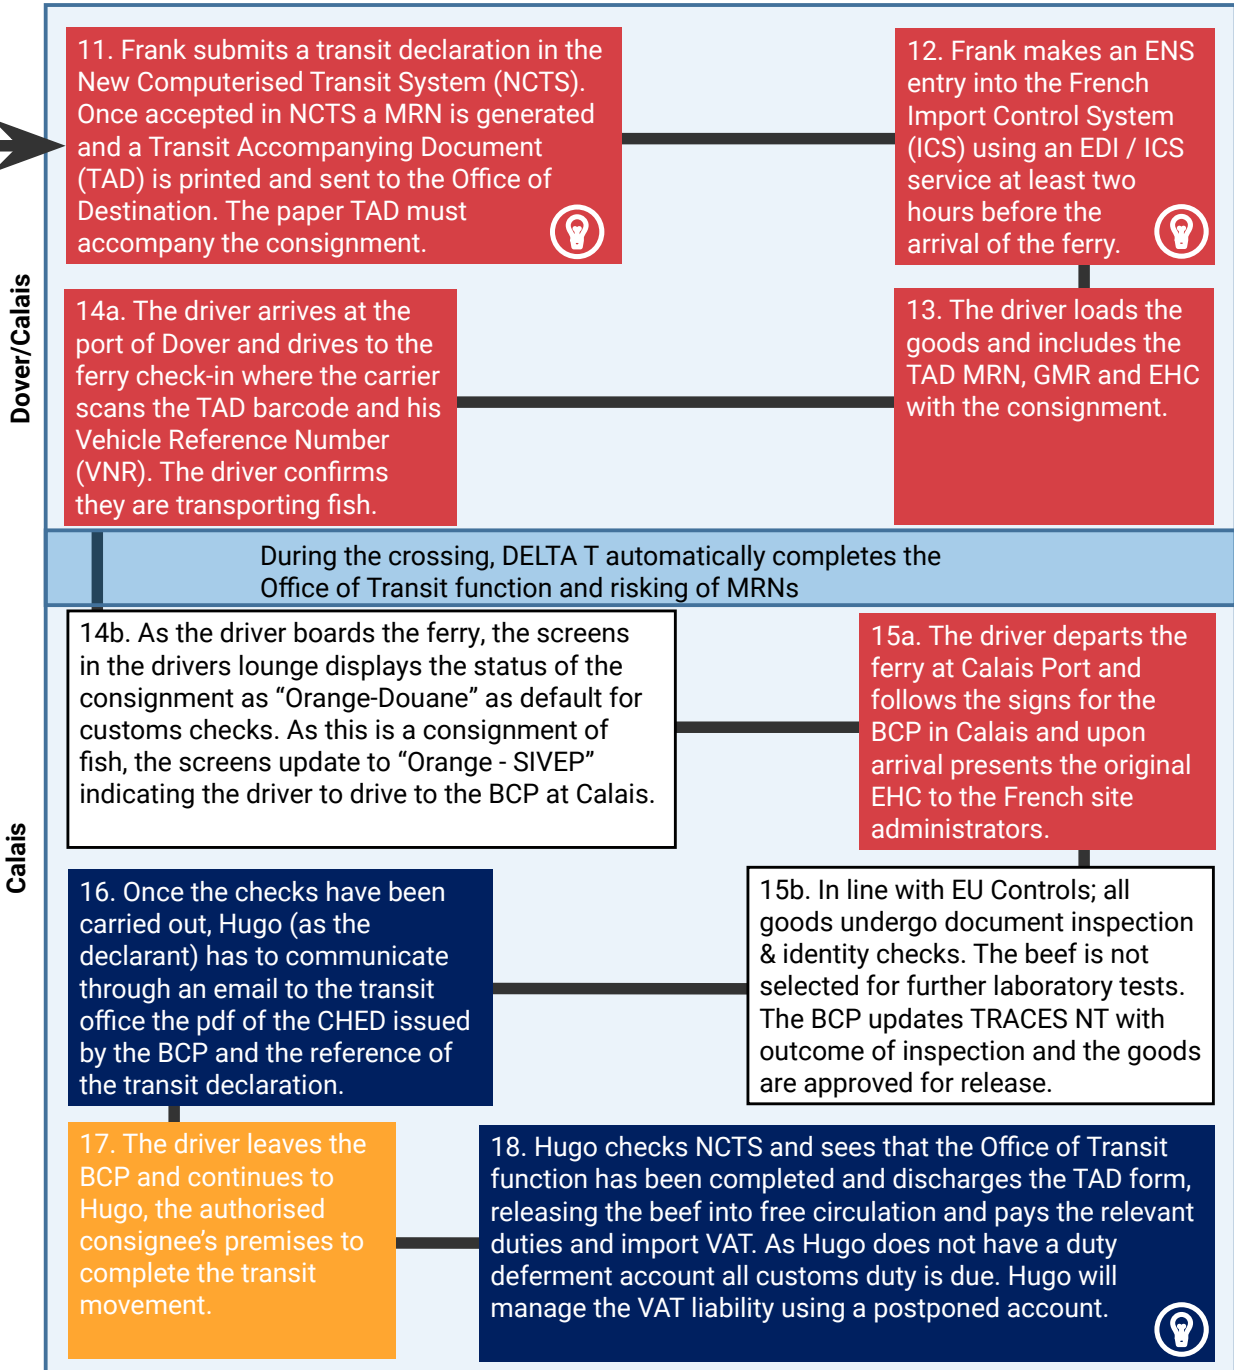 11. Frank submits a transit declaration in the
New Computerised Transit System (NCTS).
Once accepted in NCTS a MRN is generated
and a Transit Accompanying Document
(TAD) is printed and sent to the Office of
Destination. The paper TAD must
accompany the consignment.
12. Frank makes an ENS
entry into the French
Import Control System
(ICS) using an EDI / ICS
service at least two
hours before the
arrival of the ferry.
Dover/Calais
14a. The driver arrives at the
port of Dover and drives to the
ferry check-in where the carrier
scans the TAD barcode and his
Vehicle Reference Number
(VNR). The driver confirms
they are transporting fish.
13. The driver loads the
goods and includes the
TAD MRN, GMR and EHC
with the consignment.
During the crossing, DELTA T automatically completes the
Office of Transit function and risking of MRNs
14b. As the driver boards the ferry, the screens
in the drivers lounge displays the status of the
consignment as “Orange-Douane” as default for
customs checks. As this is a consignment of
fish, the screens update to “Orange - SIVEP”
indicating the driver to drive to the BCP at Calais.
15a. The driver departs the
ferry at Calais Port and
follows the signs for the
BCP in Calais and upon
arrival presents the original
EHC to the French site
administrators.
Calais
16. Once the checks have been
carried out, Hugo (as the
declarant) has to communicate
through an email to the transit
office the pdf of the CHED issued
by the BCP and the reference of
the transit declaration.
15b. In line with EU Controls; all
goods undergo document inspection
& identity checks. The beef is not
selected for further laboratory tests.
The BCP updates TRACES NT with
outcome of inspection and the goods
are approved for release.
17. The driver leaves the
BCP and continues to
Hugo, the authorised
consignee’s premises to
complete the transit
movement.
18. Hugo checks NCTS and sees that the Office of Transit
function has been completed and discharges the TAD form,
releasing the beef into free circulation and pays the relevant
duties and import VAT. As Hugo does not have a duty
deferment account all customs duty is due. Hugo will
manage the VAT liability using a postponed account.